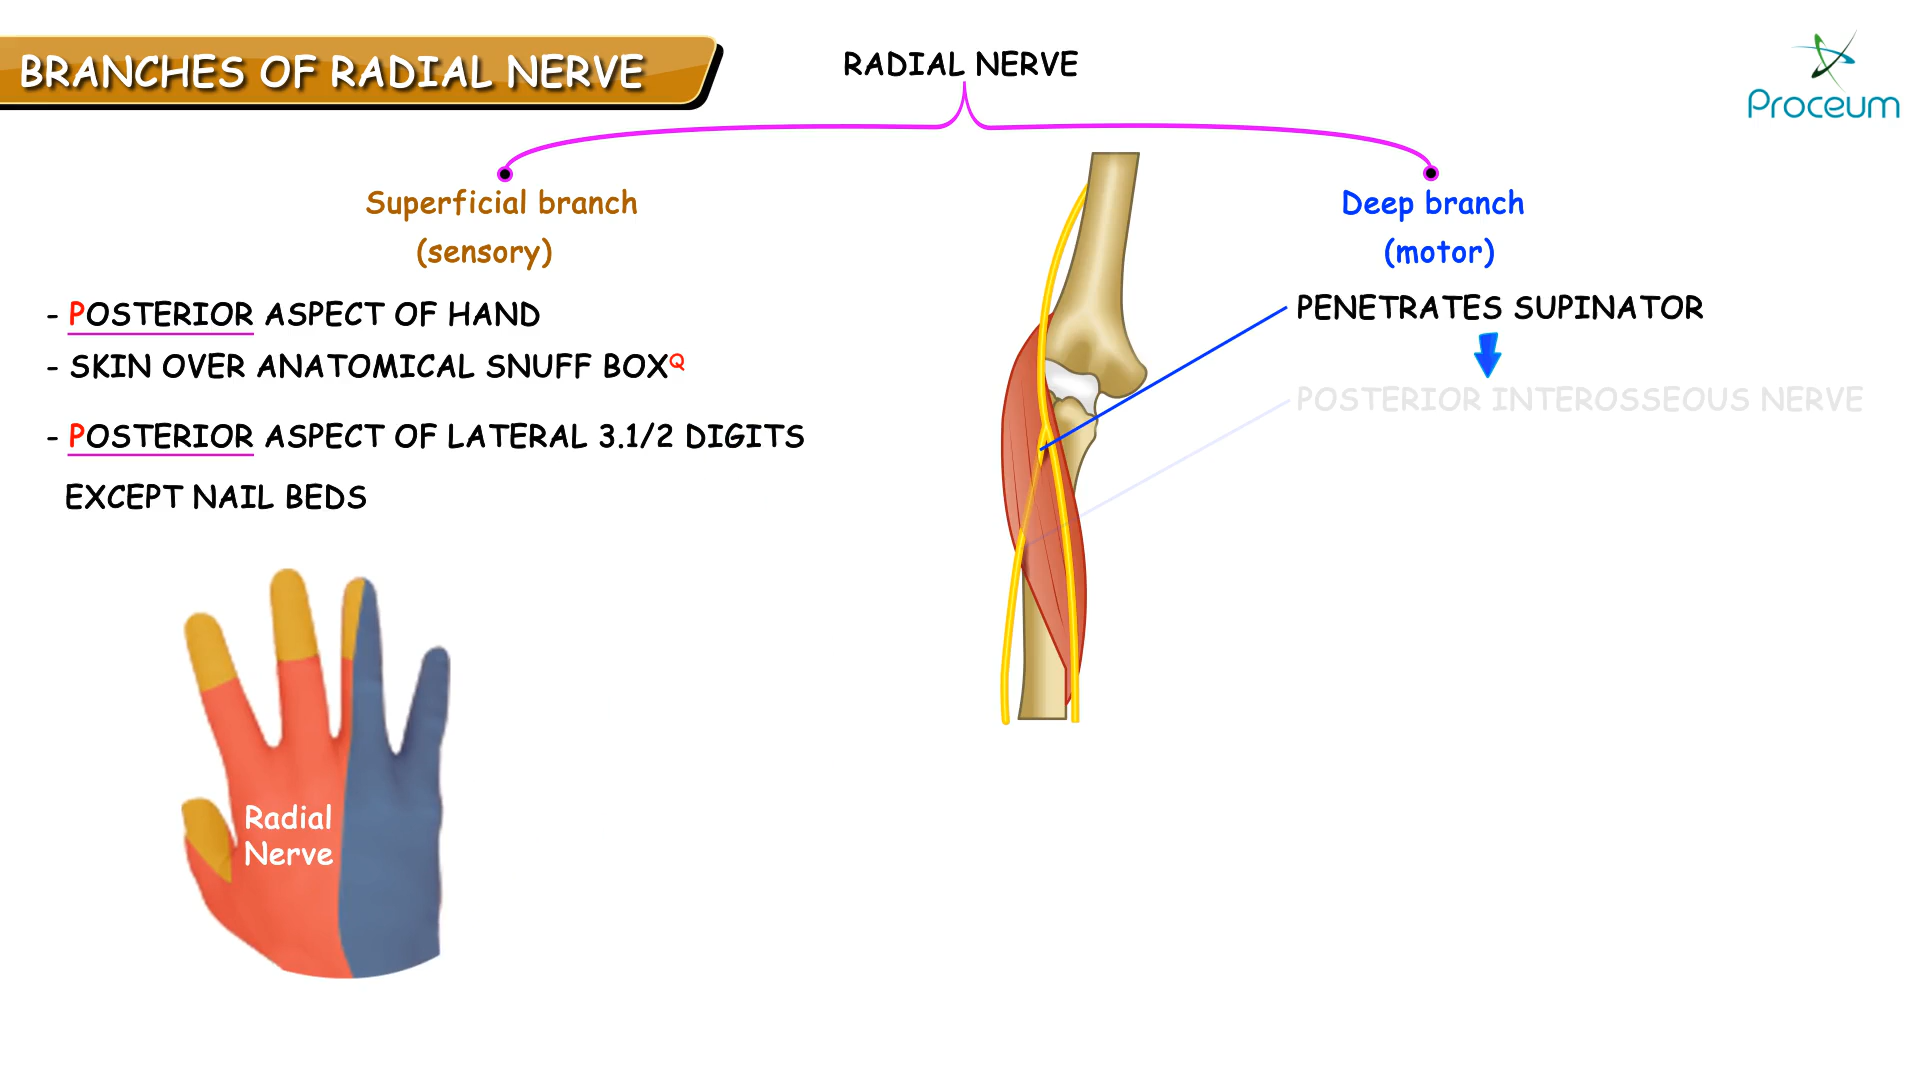 BRANCHES OF RADIAL NERVE
RADIAL NERVE
Proceum
Superficial branch
(sensory)
- POSTERIOR ASPECT OF HAND
- SKIN OVER ANATOMICAL SNUFF BOXQ
- POSTERIOR ASPECT OF LATERAL 3.1/2 DIGITS
EXCEPT NAIL BEDS
Radial
Nerve
Deep branch
(motor)
PENETRATES SUPINATOR
POSTERIOR INTEROSSEOUS NERVE